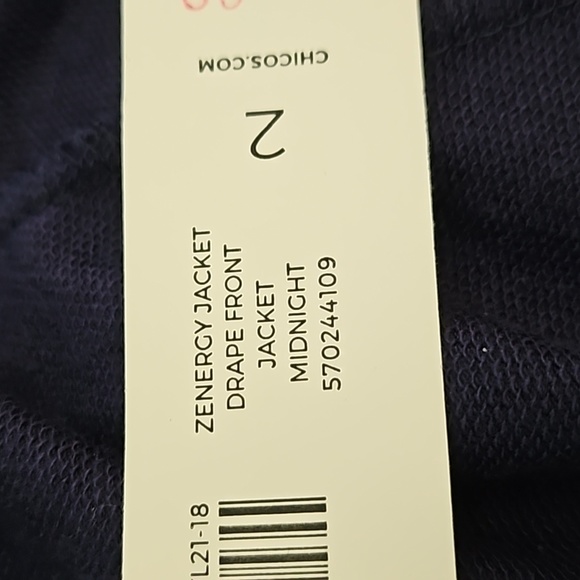 CHICOS.COM
2
ZENERGY JACKET
DRAPE FRONT
JACKET
MIDNIGHT
570244109
L21-18